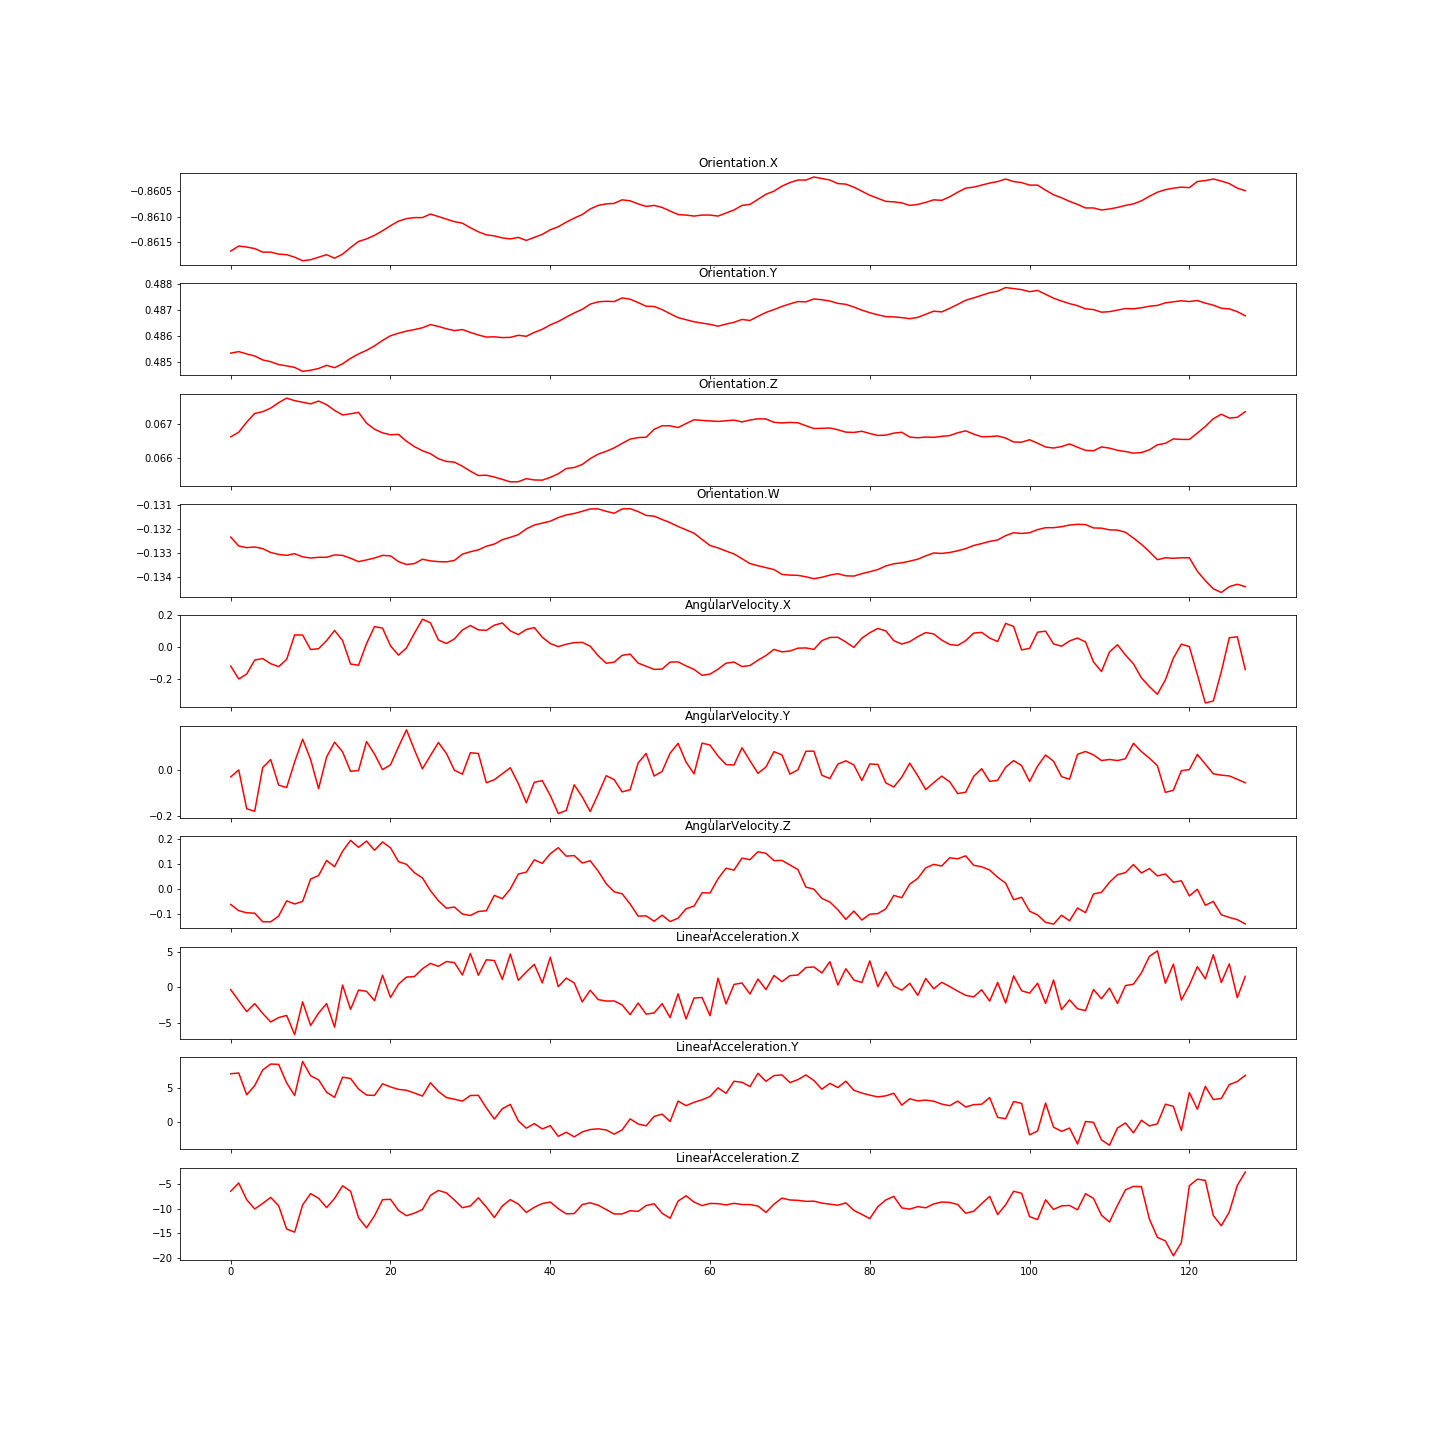 Orientation.X
−0.8605
−0.8610
−0.8615
Orientation.Y
0.488
0.487
0.486
0.485
Orientation.Z
0.067
0.066
Orientation.W
−0.131
−0.132
−0.133
−0.134
AngularVelocity.X
0.2
0.0
−0.2
AngularVelocity.Y
0.0
−0.2
AngularVelocity.Z
0.2
0.1
0.0
−0.1
LinearAcceleration.X
5
0
−5
LinearAcceleration.Y
5
0
LinearAcceleration.Z
−5
−10
−15
−20
0 20 40 60 80 100 120